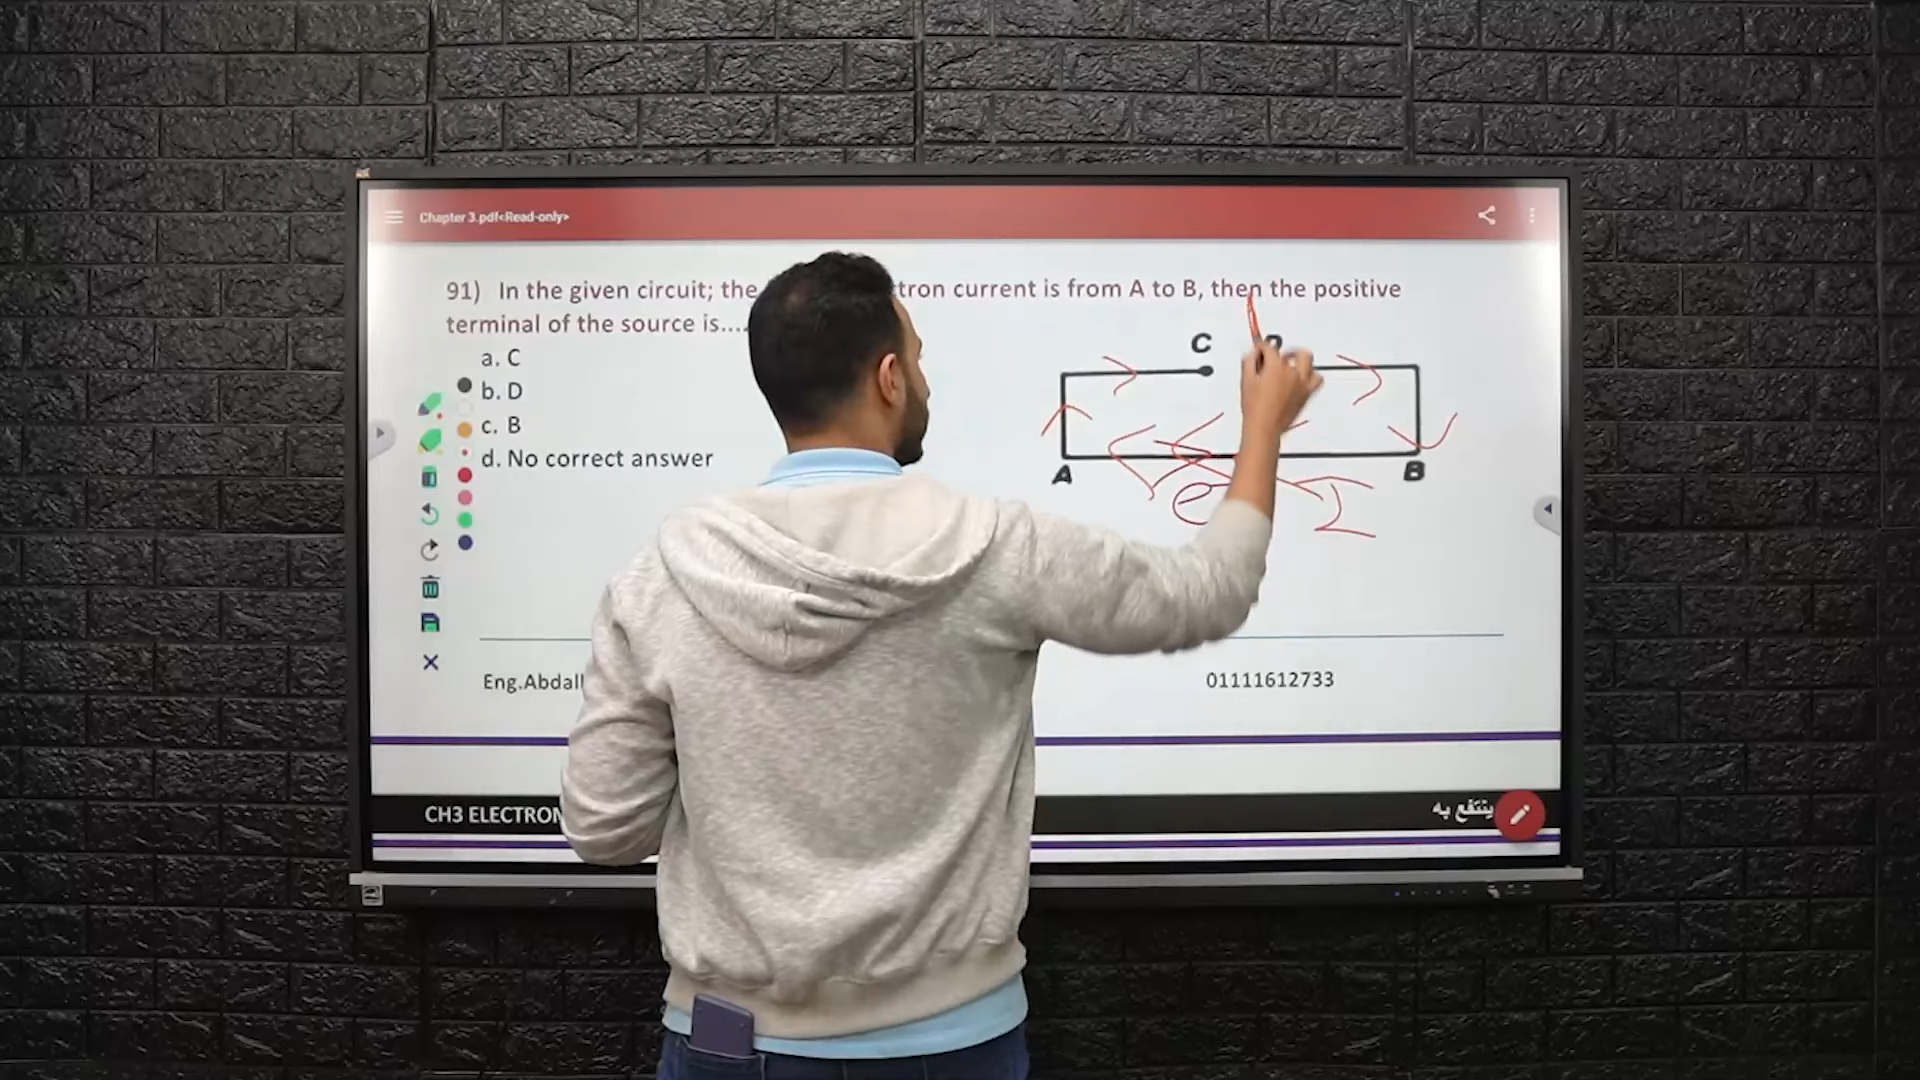 Chapter 3.pdf<Read-only>
91) In the given circuit; the tron current is from A to B, then the positive
terminal of the source is....
a. C
b. D
c. B
d. No correct answer
C
A
B
e
I
Eng.Abdall
01111612733
CH3 ELECTRON
ينتفع به